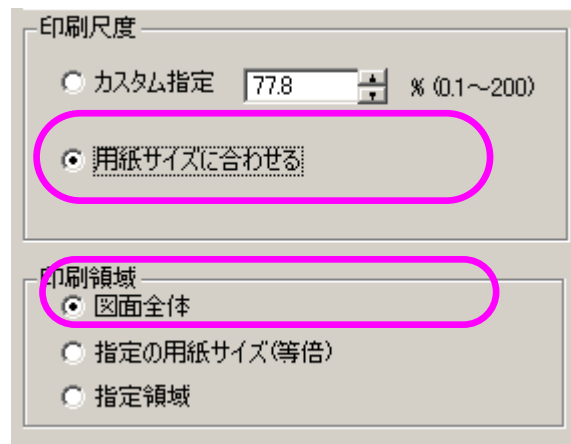 印刷尺度
カスタム指定 77.8 % (0.1～200)
用紙サイズに合わせる
印刷領域
図面全体
指定の用紙サイズ(等倍)
指定領域